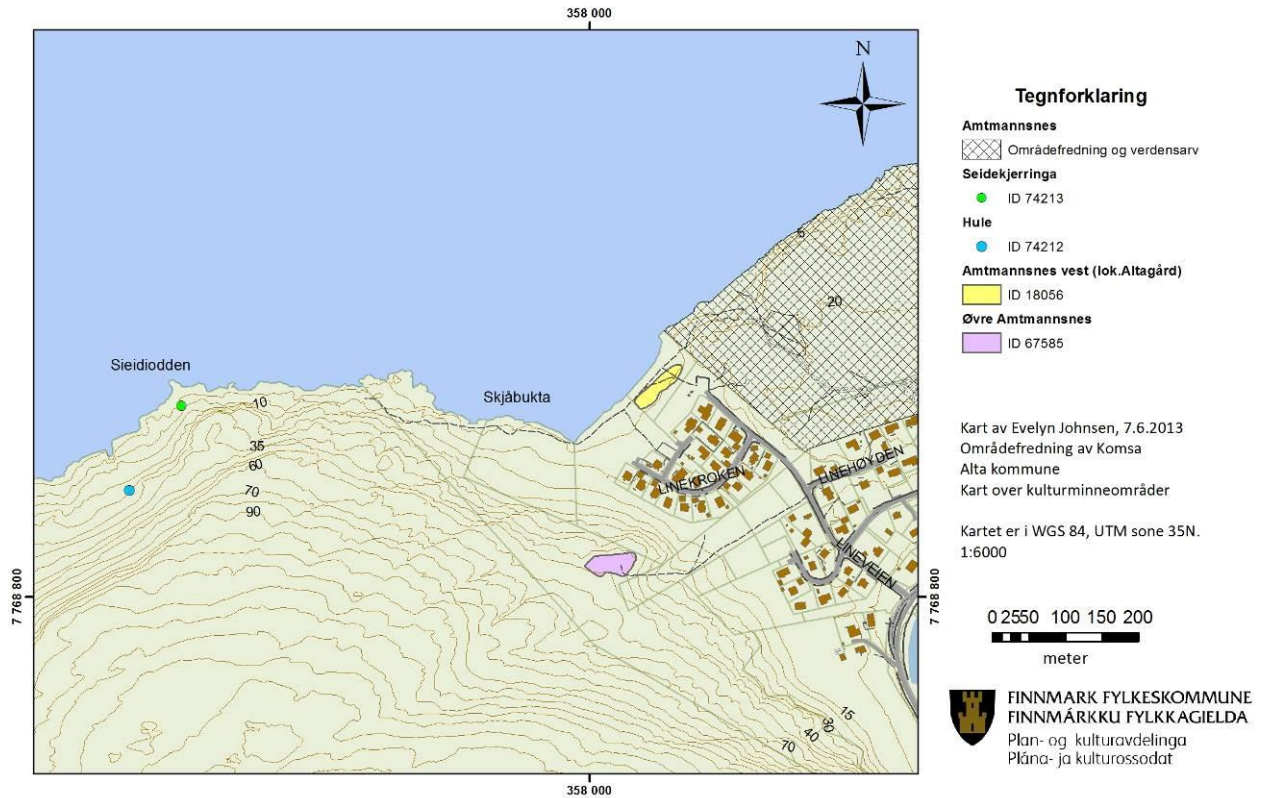 358 000
N
5
20
Sieidiodden
Skjåbukta
10
35
60
70
90
LINEKROKEN
LINEHØYDEN
LINEVEIEN
7 768 800
7 768 800
15
30
40
70
358 000
Tegnforklaring
Amtmannsnes
Områdefredning og verdensarv
Seidekjerringa
ID 74213
Hule
ID 74212
Amtmannsnes vest (lok.Altagård)
ID 18056
Øvre Amtmannsnes
ID 67585
Kart av Evelyn Johnsen, 7.6.2013
Områdefredning av Komsa
Alta kommune
Kart over kulturminneområder
Kartet er i WGS 84, UTM sone 35N.
1:6000
0 2550 100 150 200
meter
FINNMARK FYLKESKOMMUNE
FINNMÁRKKU FYLKKAGIELDA
Plan- og kulturavdelinga
Plána- ja kulturossodat